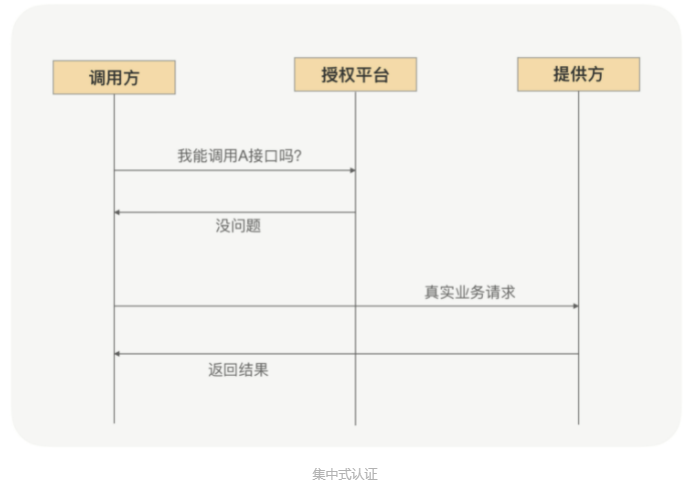 调用方
授权平台
提供方
我能调用A接口吗?
没问题
真实业务请求
返回结果
集中式认证